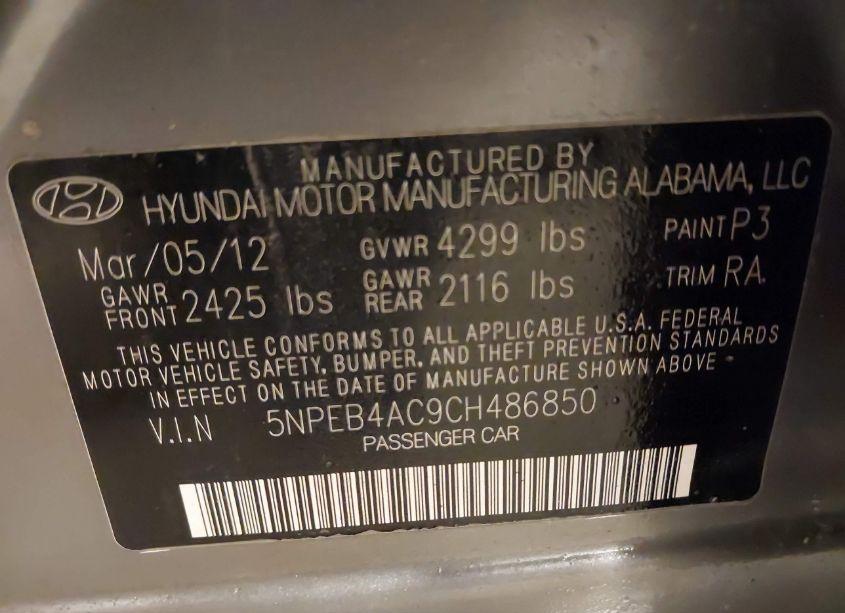 MANUFACTURED BY
HYUNDAI MOTOR MANUFACTURING ALABAMA, LLC
Mar/05/12 GVWR 4299 lbs PAINT P3
GAWR FRONT 2425 lbs GAWR REAR 2116 lbs TRIM RA
THIS VEHICLE CONFORMS TO ALL APPLICABLE U.S.A. FEDERAL
MOTOR VEHICLE SAFETY, BUMPER, AND THEFT PREVENTION STANDARDS
IN EFFECT ON THE DATE OF MANUFACTURE SHOWN ABOVE
V.I.N 5NPEB4AC9CH486850
PASSENGER CAR